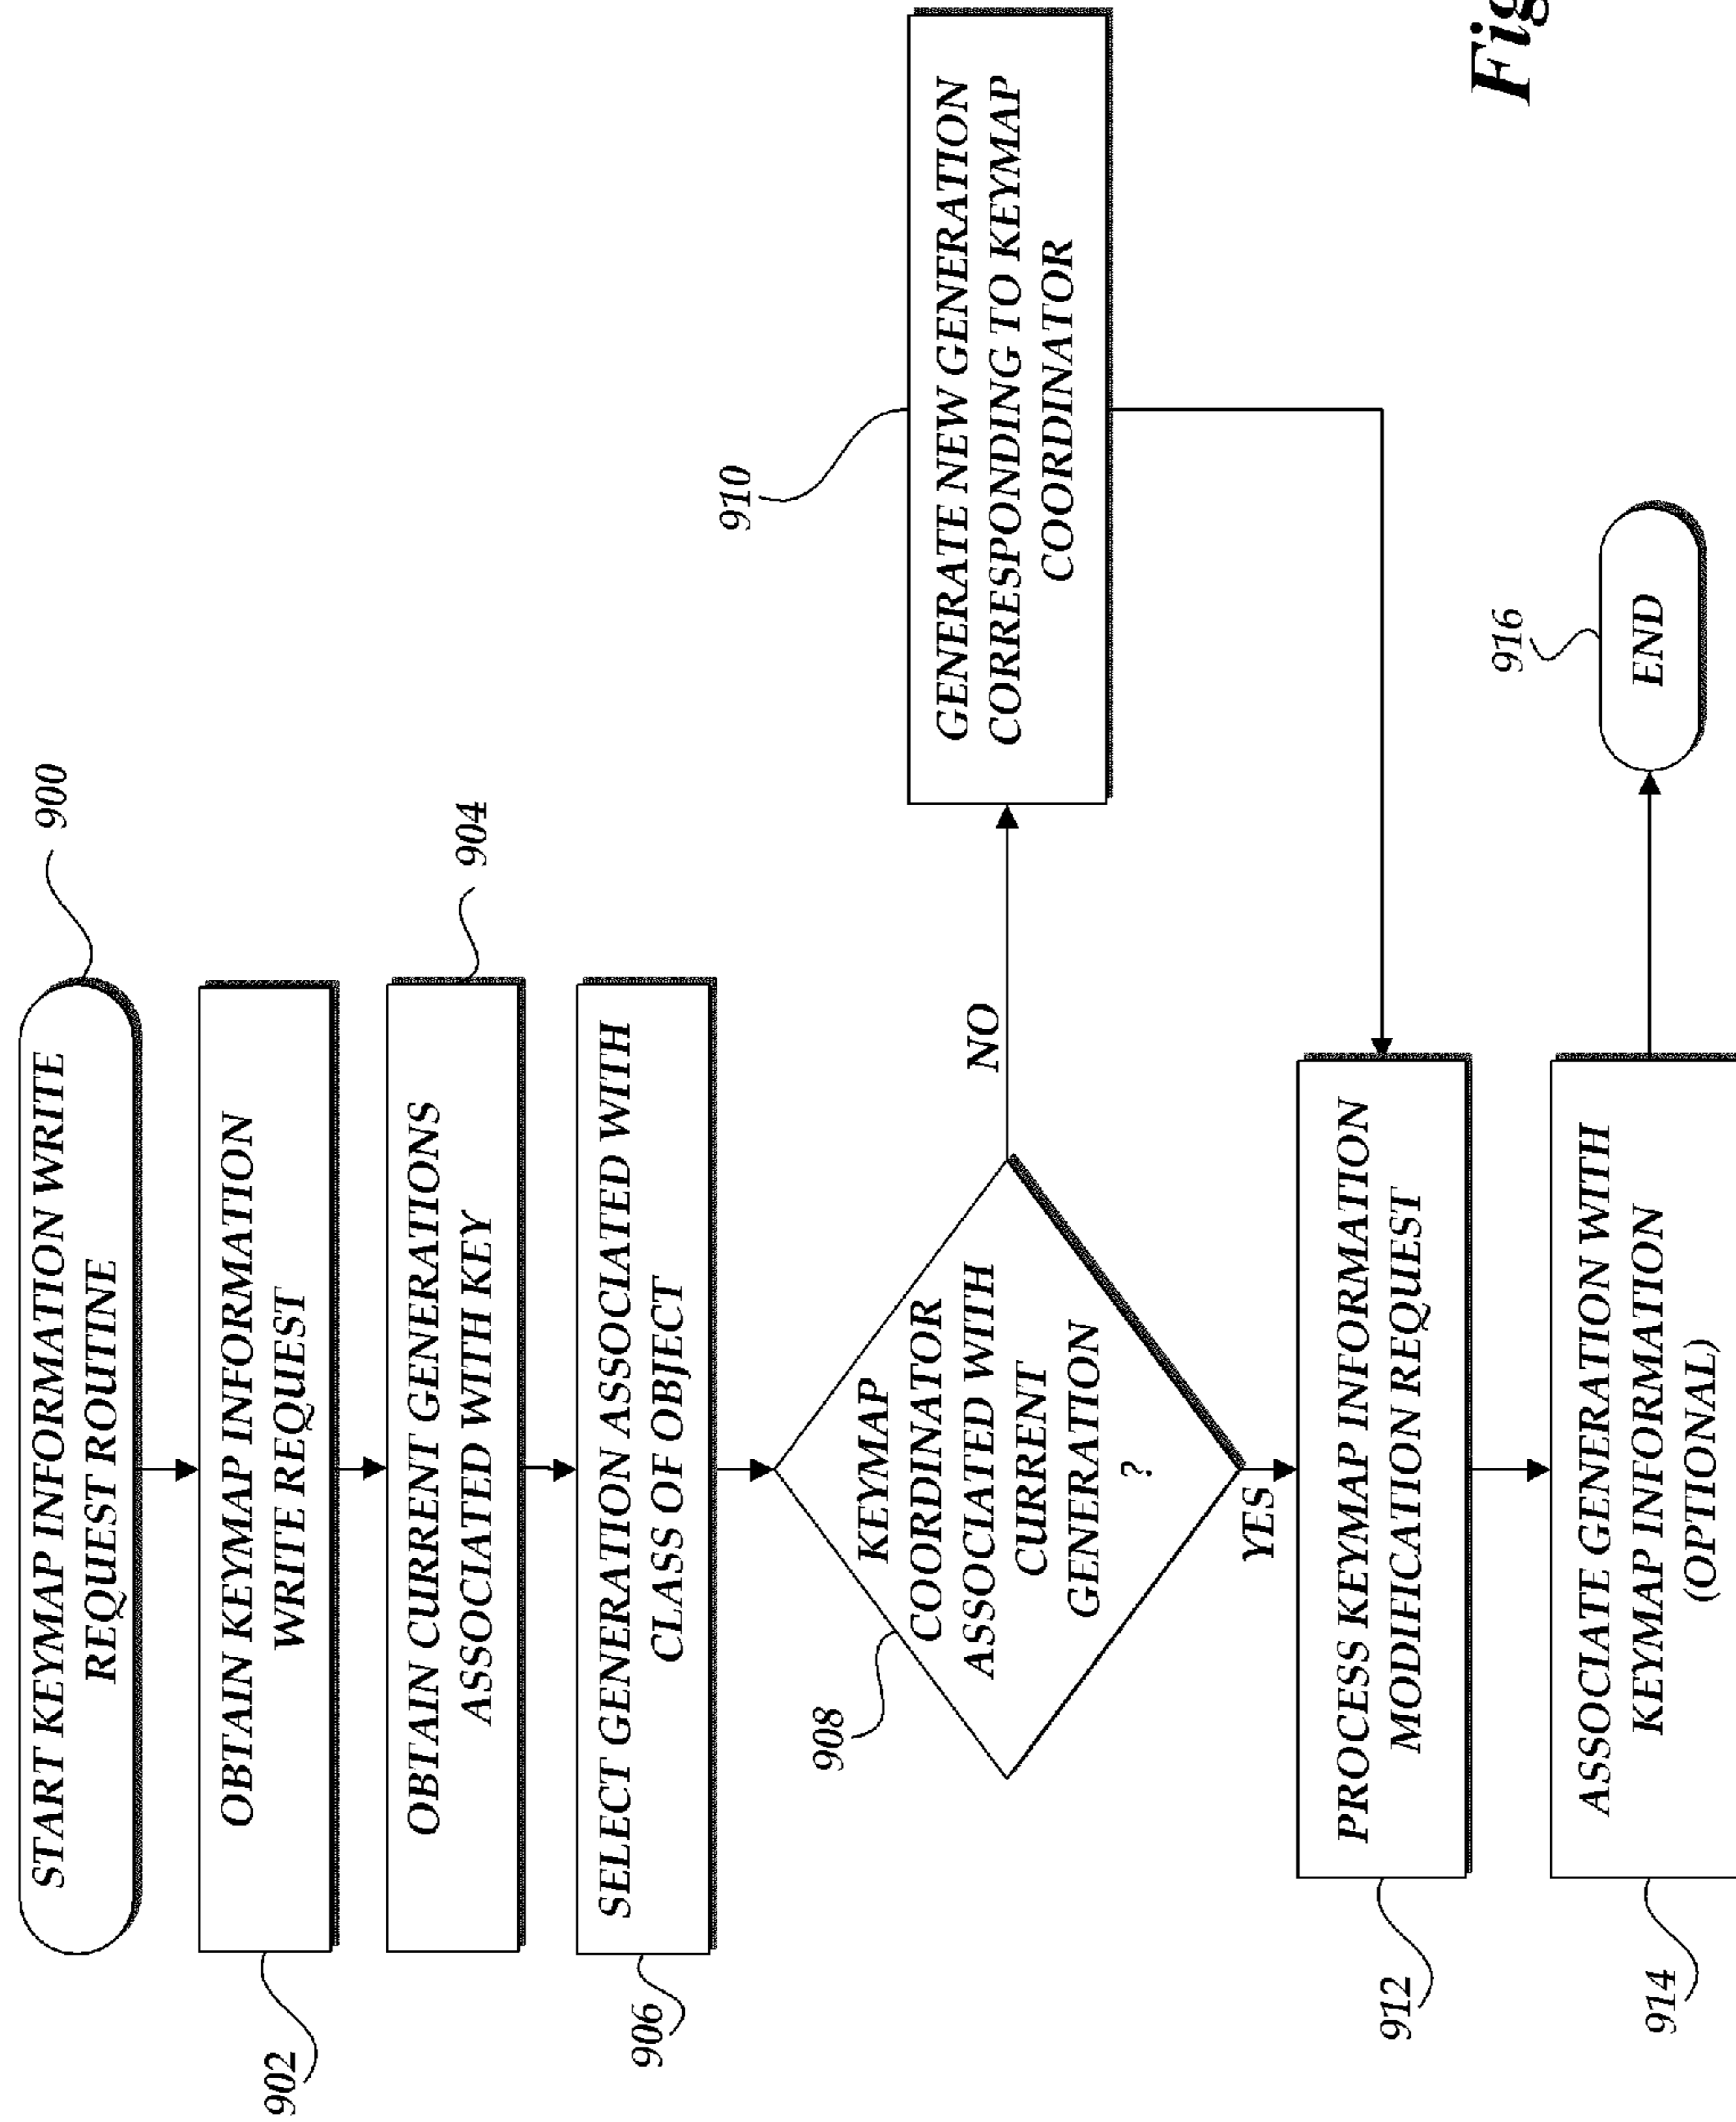 START KEYMAP INFORMATION WRITE
REQUEST ROUTINE
900
OBTAIN KEYMAP INFORMATION
WRITE REQUEST
902
OBTAIN CURRENT GENERATIONS
ASSOCIATED WITH KEY
904
SELECT GENERATION ASSOCIATED WITH
CLASS OF OBJECT
906
KEYMAP
COORDINATOR
ASSOCIATED WITH
CURRENT
GENERATION
?
908
NO
YES
GENERATE NEW GENERATION
CORRESPONDING TO KEYMAP
COORDINATOR
910
PROCESS KEYMAP INFORMATION
MODIFICATION REQUEST
912
ASSOCIATE GENERATION WITH
KEYMAP INFORMATION
(OPTIONAL)
914
END
916